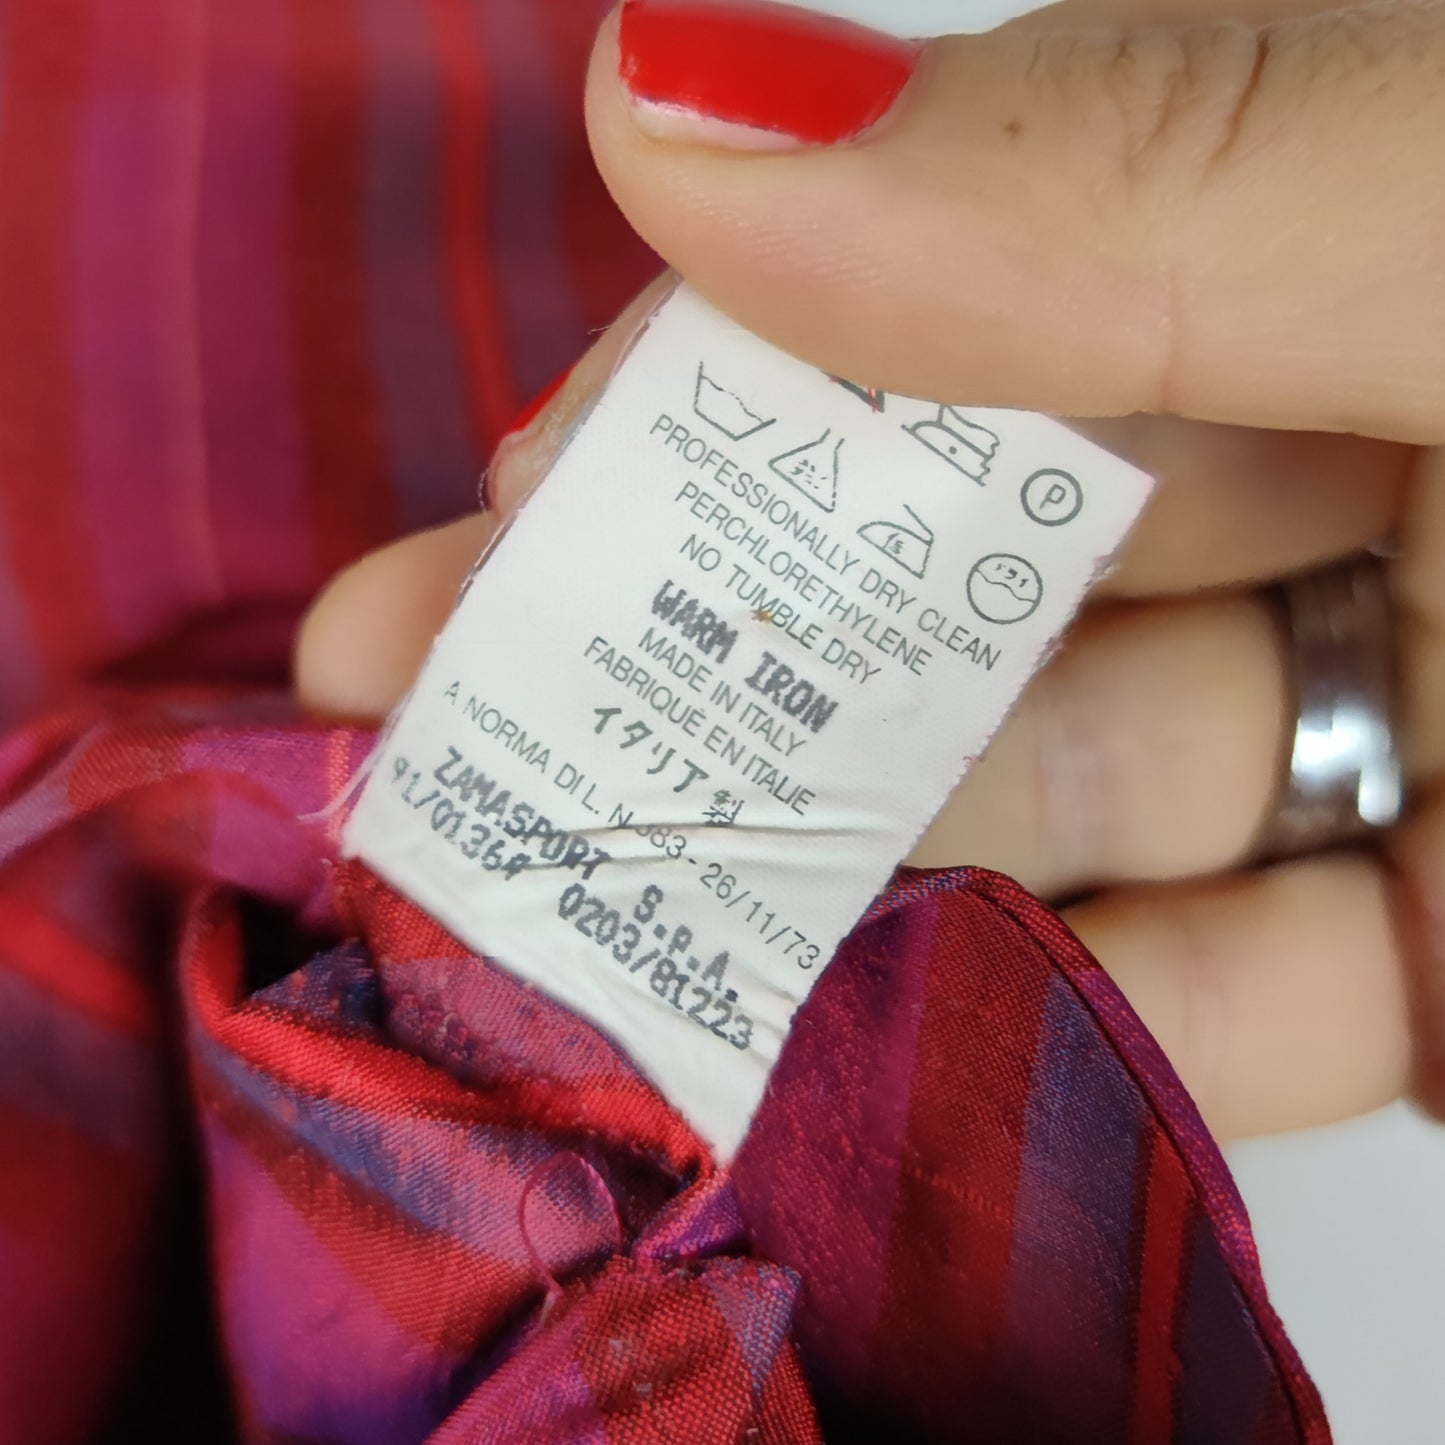 P
PROFESSIONALLY DRY CLEAN
PERCHLORETHYLENE
NO TUMBLE DRY
WARM IRON
MADE IN ITALY
FABRIQUÉ EN ITALIE
イタリア製
A NORMA DI L. N 883 - 26/11/73
ZAMASPORT S.P.A.
91/01364 0203/81223